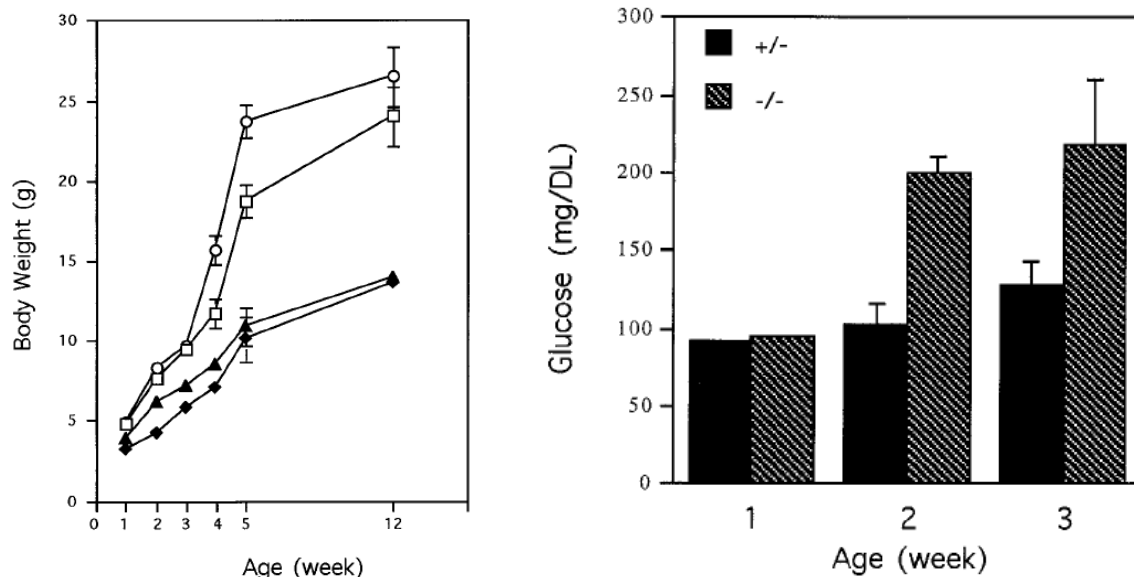 30
25
20
15
10
5
0
Body Weight (g)
0 1 2 3 4 5 12
Age (week)
300
250
200
150
100
50
0
Glucose (mg/DL)
+/-
-/-
1 2 3
Age (week)